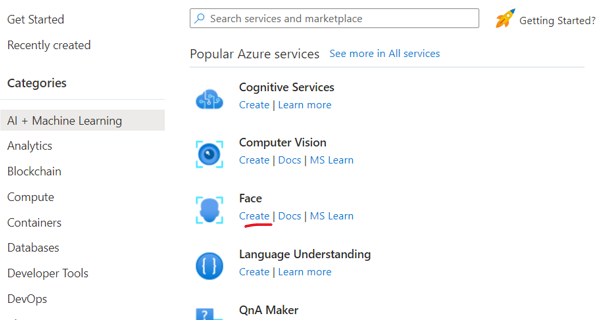 Get Started
Recently created
Categories
AI + Machine Learning
Analytics
Blockchain
Compute
Containers
Databases
Developer Tools
DevOps
Search services and marketplace
Getting Started?
Popular Azure services See more in All services
Cognitive Services
Create | Learn more
Computer Vision
Create | Docs | MS Learn
Face
Create | Docs | MS Learn
Language Understanding
Create | Learn more
QnA Maker